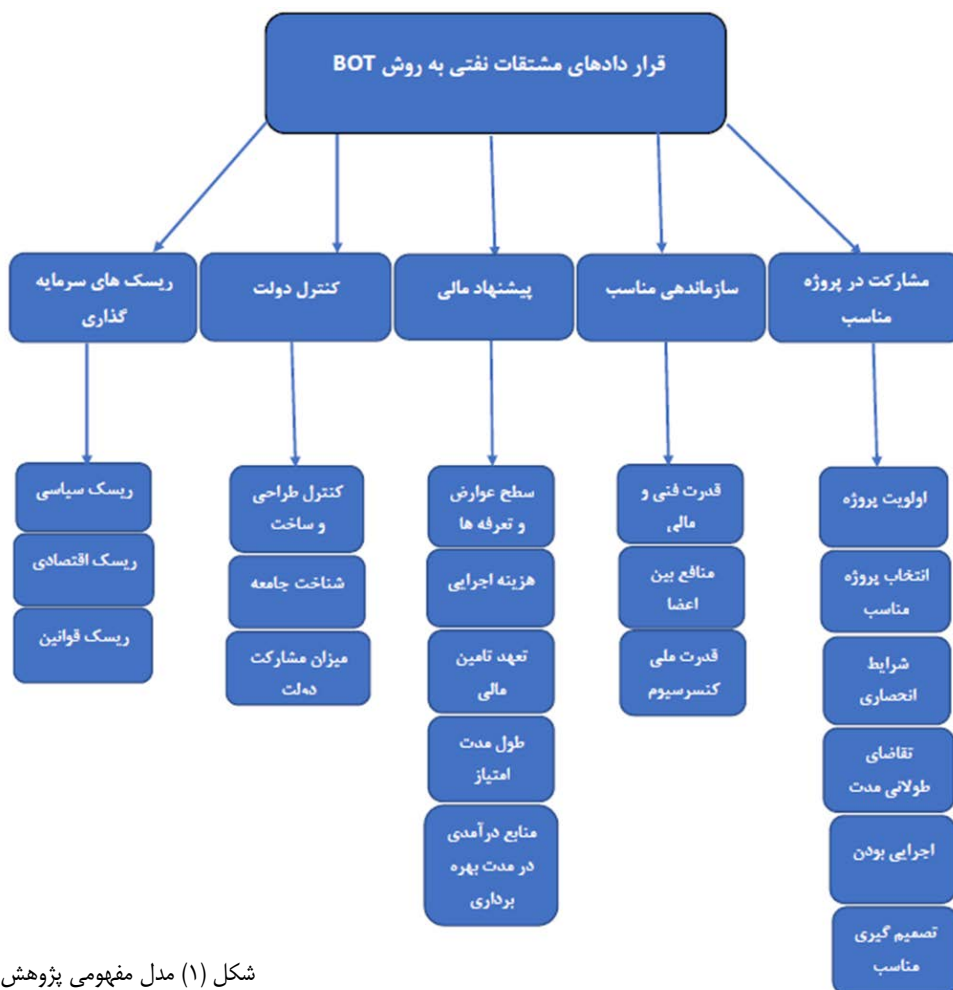 قرار دادهای مشتقات نفتی به روش BOT
مشارکت در پروژه
مناسب
سازماندهی مناسب
پیشنهاد مالی
کنترل دولت
ریسک های سرمایه
گذاری
اولویت پروژه
انتخاب پروژه
مناسب
شرایط
انحصاری
تقاضای
طولانی مدت
اجرایی بودن
تصمیم گیری
مناسب
قدرت فنی و
مالی
منافع بین
اعضا
قدرت ملی
کنسرسیوم
سطح عوارض
و تعرفه ها
هزینه اجرایی
تعهد تامین
مالی
طول مدت
امتیاز
منابع درآمدی
در مدت بهره
برداری
کنترل طراحی
و ساخت
شناخت جامعه
میزان مشارکت
دولت
ریسک سیاسی
ریسک اقتصادی
ریسک قوانین
شکل (۱) مدل مفهومی پژوهش